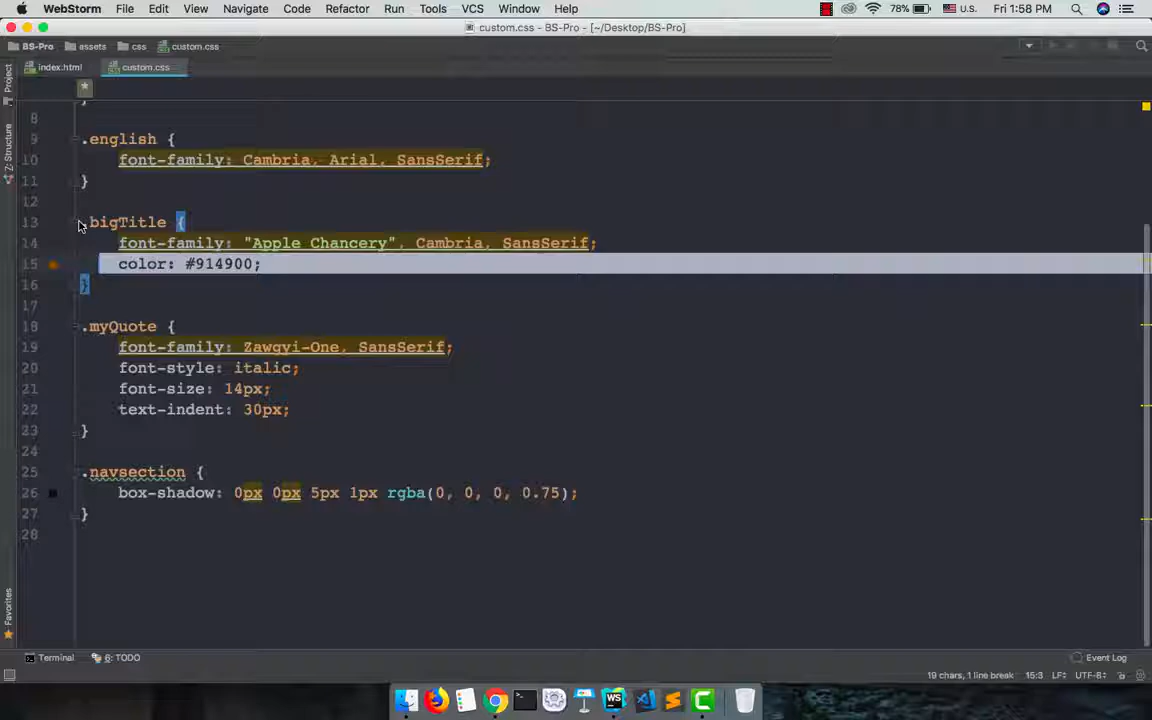 WebStorm File Edit View Navigate Code Refactor Run Tools VCS Window Help 78% U.S. Fri 1:58 PM
custom.css - BS-Pro - [~/Desktop/BS-Pro]
BS-Pro assets css custom.css
index.html custom.css
1: Project
Z: Structure
Favorites
*
}
8
9 .english {
10 font-family: Cambria, Arial, SansSerif;
11 }
12
13 .bigTitle {
14 font-family: "Apple Chancery", Cambria, SansSerif;
15 color: #914900;
16 }
17
18 .myQuote {
19 font-family: Zawgyi-One, SansSerif;
20 font-style: italic;
21 font-size: 14px;
22 text-indent: 30px;
23 }
24
25 .navsection {
26 box-shadow: 0px 0px 5px 1px rgba(0, 0, 0, 0.75);
27 }
28
Terminal 6: TODO Event Log
19 chars, 1 line break 15:3 LF÷ UTF-8÷
WS